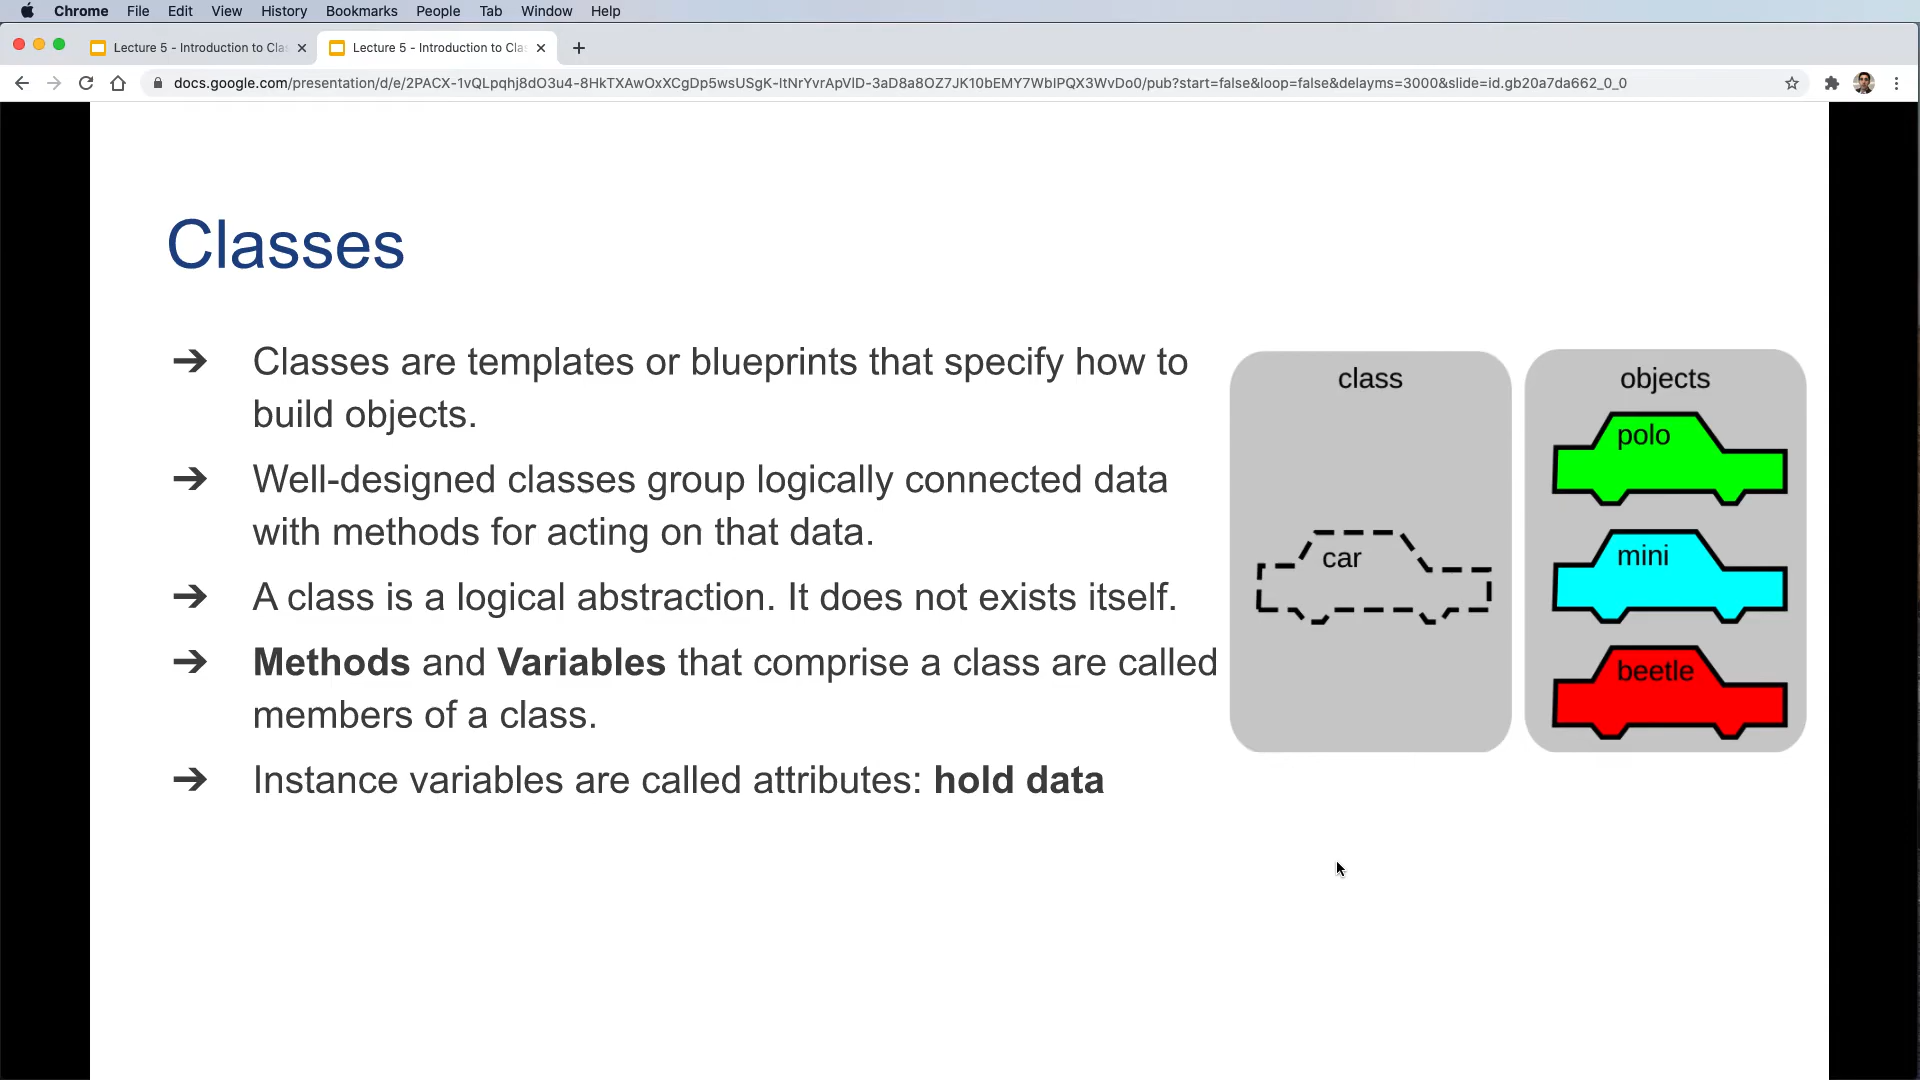 Chrome File Edit View History Bookmarks People Tab Window Help
Lecture 5 - Introduction to Clas
Lecture 5 - Introduction to Clas
docs.google.com/presentation/d/e/2PACX-1vQLpqhj8dO3u4-8HkTXAwOxXCgDp5wsUSgK-ltNrYvrApVlD-3aD8a8OZ7JK10bEMY7WblPQX3WvDo0/pub?start=false&loop=false&delayms=3000&slide=id.gb20a7da662_0_0
Classes
➔ Classes are templates or blueprints that specify how to
build objects.
➔ Well-designed classes group logically connected data
with methods for acting on that data.
➔ A class is a logical abstraction. It does not exists itself.
➔ Methods and Variables that comprise a class are called
members of a class.
➔ Instance variables are called attributes: hold data
class
car
objects
polo
mini
beetle